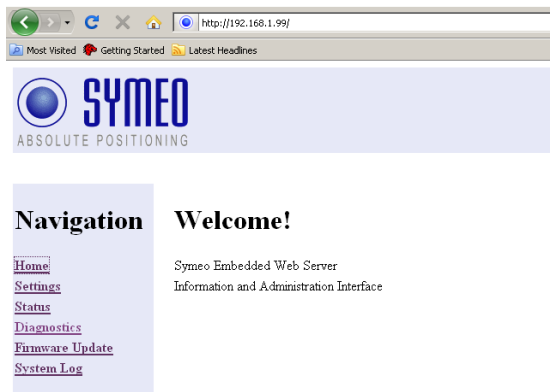 http://192.168.1.99/
Most Visited Getting Started Latest Headlines
SYMEO
ABSOLUTE POSITIONING
Navigation
Home
Settings
Status
Diagnostics
Firmware Update
System Log
Welcome!
Symeo Embedded Web Server
Information and Administration Interface